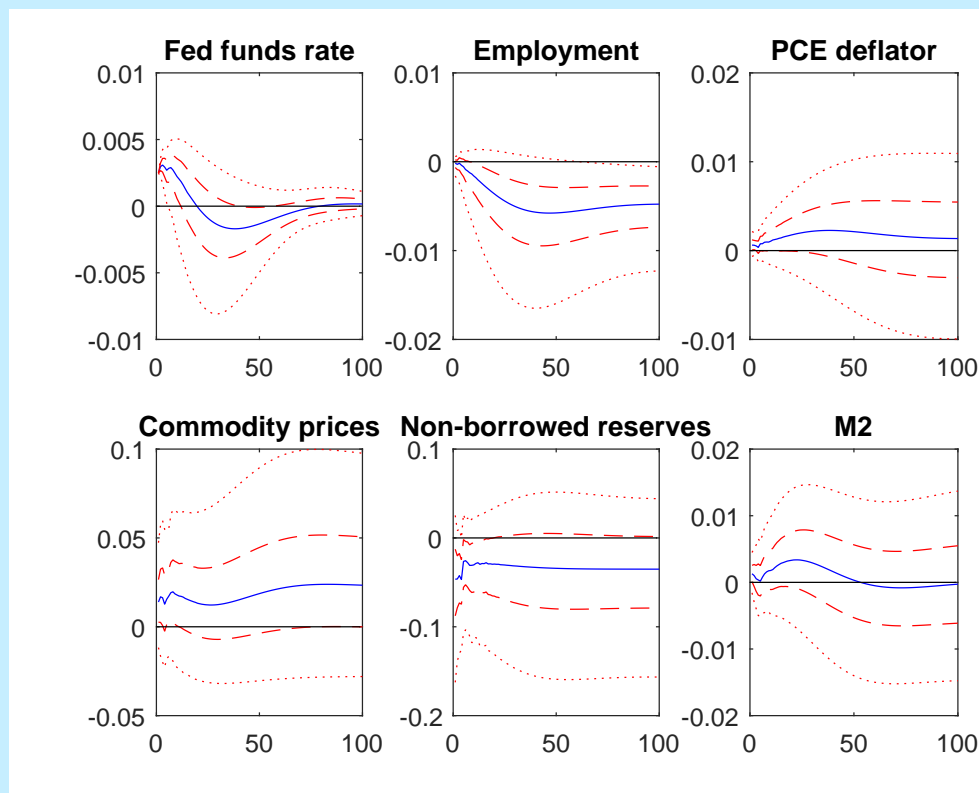 Fed funds rate
0.01
0.005
0
-0.005
-0.01
0 50 100
Employment
0.01
0
-0.01
-0.02
0 50 100
PCE deflator
0.02
0.01
0
-0.01
0 50 100
Commodity prices
0.1
0.05
0
-0.05
0 50 100
Non-borrowed reserves
0.1
0
-0.1
-0.2
0 50 100
M2
0.02
0.01
0
-0.01
-0.02
0 50 100